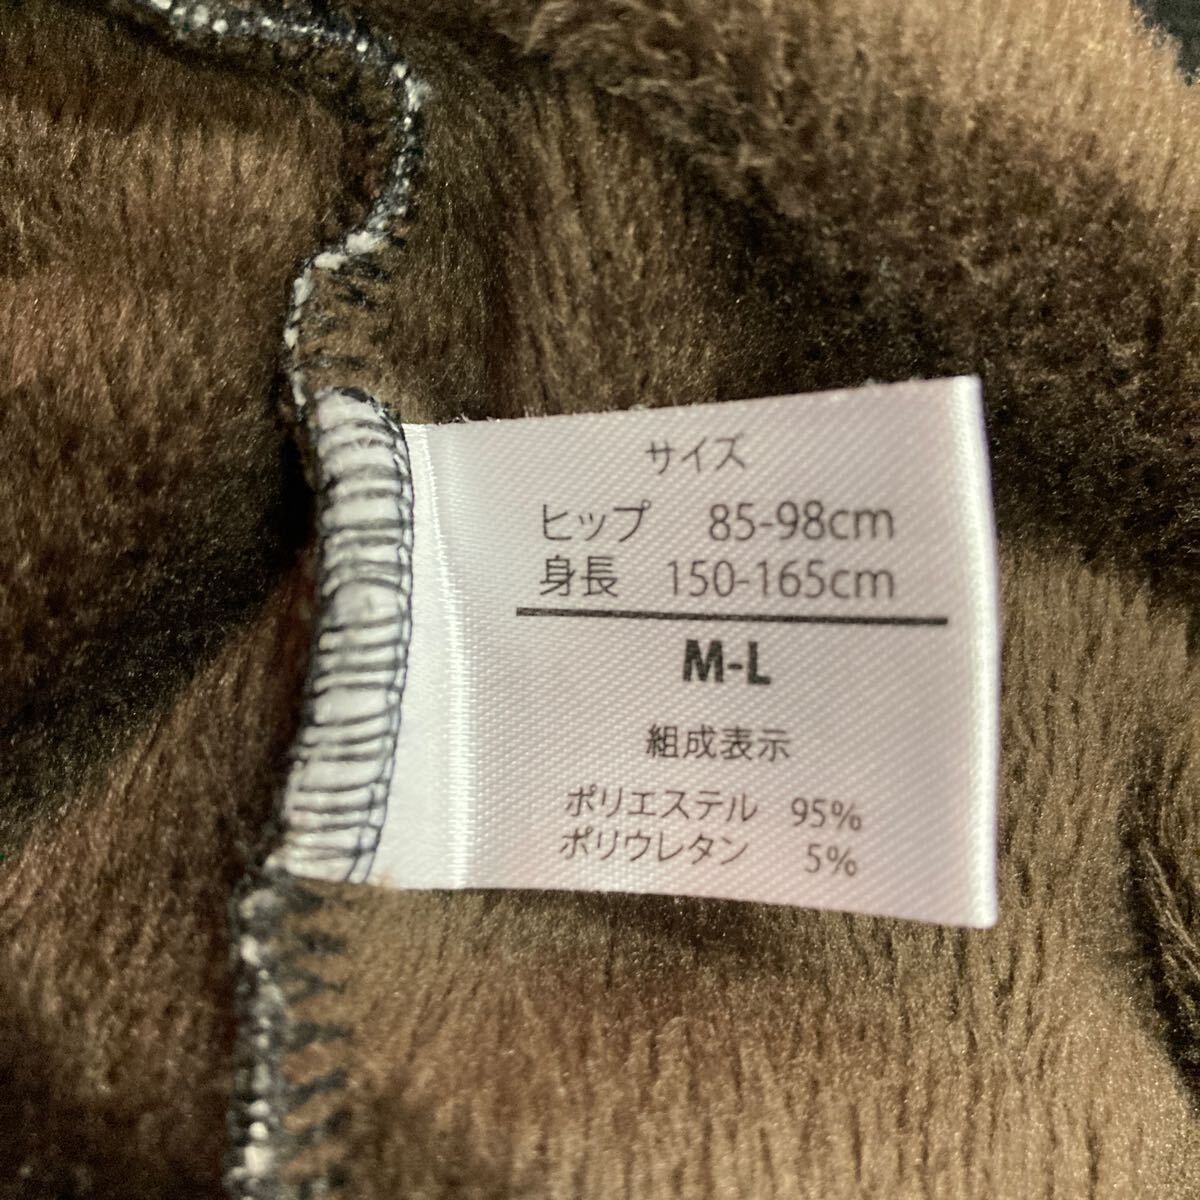 サイズ
ヒップ 85-98cm
身長 150-165cm
M-L
組成表示
ポリエステル 95%
ポリウレタン 5%